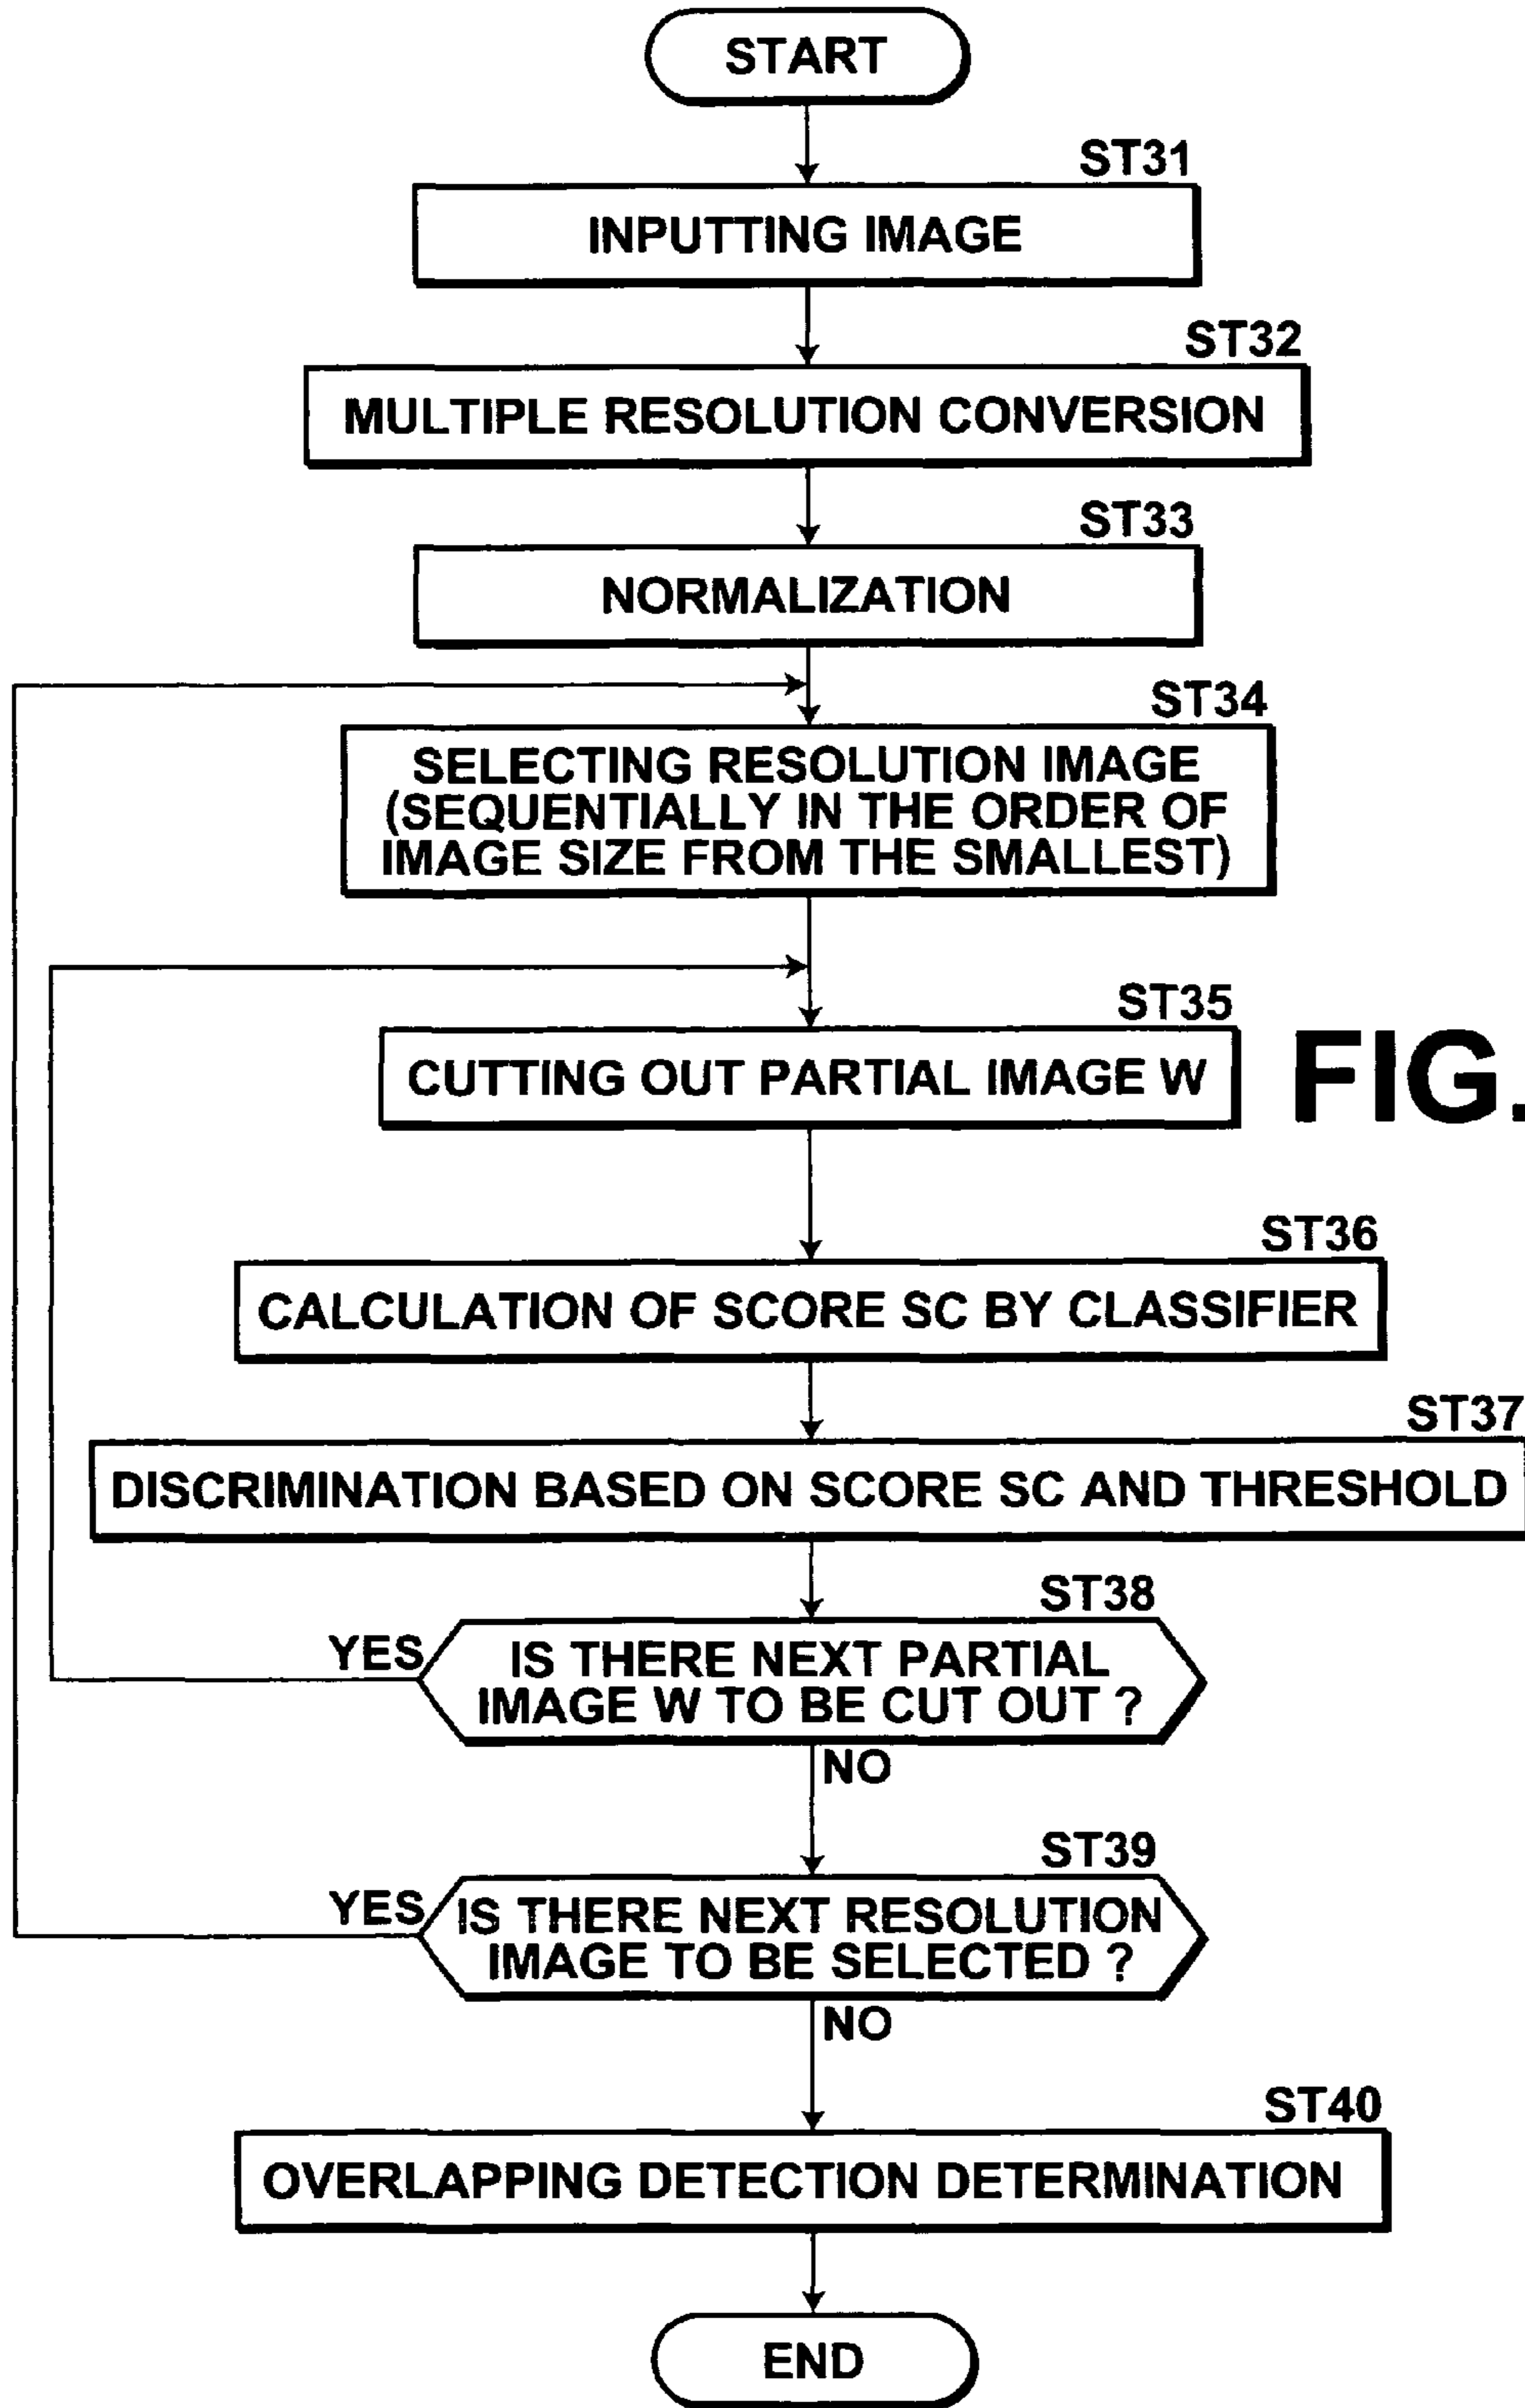 START
ST31
INPUTTING IMAGE
ST32
MULTIPLE RESOLUTION CONVERSION
ST33
NORMALIZATION
ST34
SELECTING RESOLUTION IMAGE
(SEQUENTIALLY IN THE ORDER OF
IMAGE SIZE FROM THE SMALLEST)
ST35
CUTTING OUT PARTIAL IMAGE W
FIG.
ST36
CALCULATION OF SCORE SC BY CLASSIFIER
ST37
DISCRIMINATION BASED ON SCORE SC AND THRESHOLD
ST38
YES
IS THERE NEXT PARTIAL
IMAGE W TO BE CUT OUT ?
NO
ST39
YES
IS THERE NEXT RESOLUTION
IMAGE TO BE SELECTED ?
NO
ST40
OVERLAPPING DETECTION DETERMINATION
END